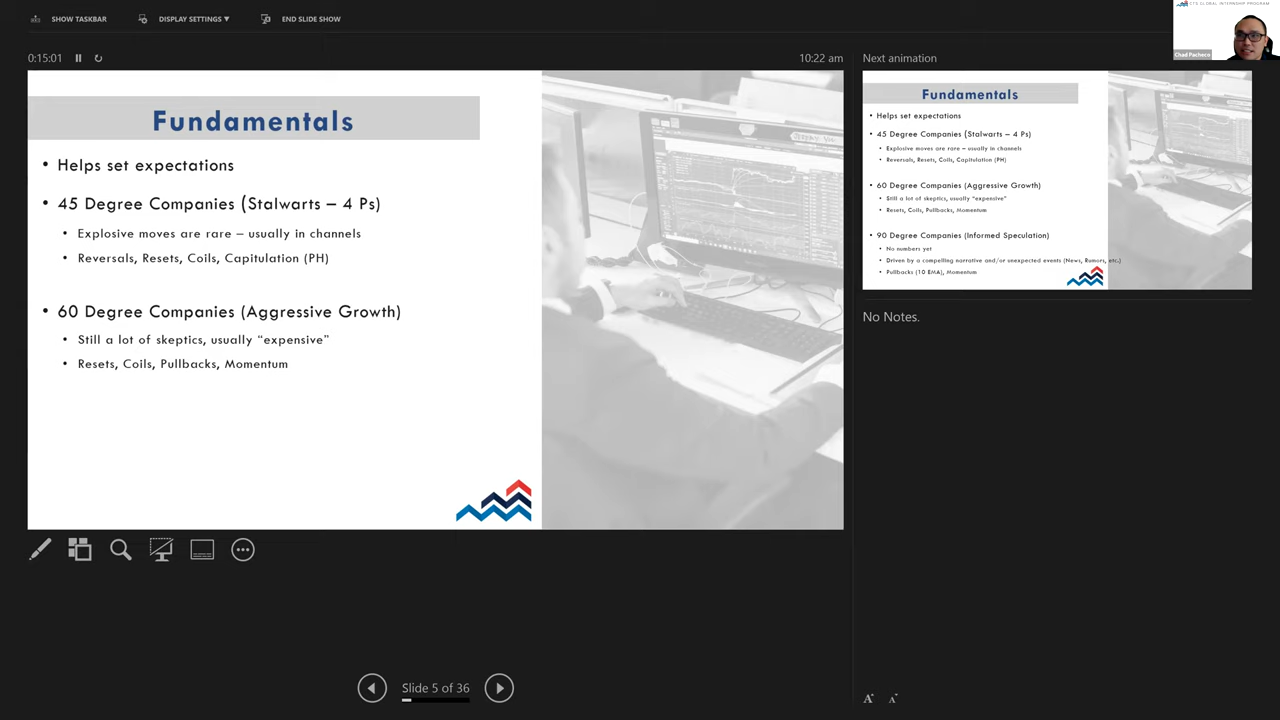 SHOW TASKBAR
DISPLAY SETTINGS ▼
END SLIDE SHOW
CTS GLOBAL INTERNSHIP PROGRAM
Chad Pacheco
0:15:01
10:22 am
Fundamentals
• Helps set expectations
• 45 Degree Companies (Stalwarts – 4 Ps)
• Explosive moves are rare – usually in channels
• Reversals, Resets, Coils, Capitulation (PH)
• 60 Degree Companies (Aggressive Growth)
• Still a lot of skeptics, usually “expensive”
• Resets, Coils, Pullbacks, Momentum
Slide 5 of 36
Next animation
Fundamentals
• Helps set expectations
• 45 Degree Companies (Stalwarts – 4 Ps)
• Explosive moves are rare – usually in channels
• Reversals, Resets, Coils, Capitulation (PH)
• 60 Degree Companies (Aggressive Growth)
• Still a lot of skeptics, usually “expensive”
• Resets, Coils, Pullbacks, Momentum
• 90 Degree Companies (Informed Speculation)
• No numbers yet
• Driven by a compelling narrative and/or unexpected events (News, Rumors, etc.)
• Pullbacks (10 EMA), Momentum
No Notes.
A A